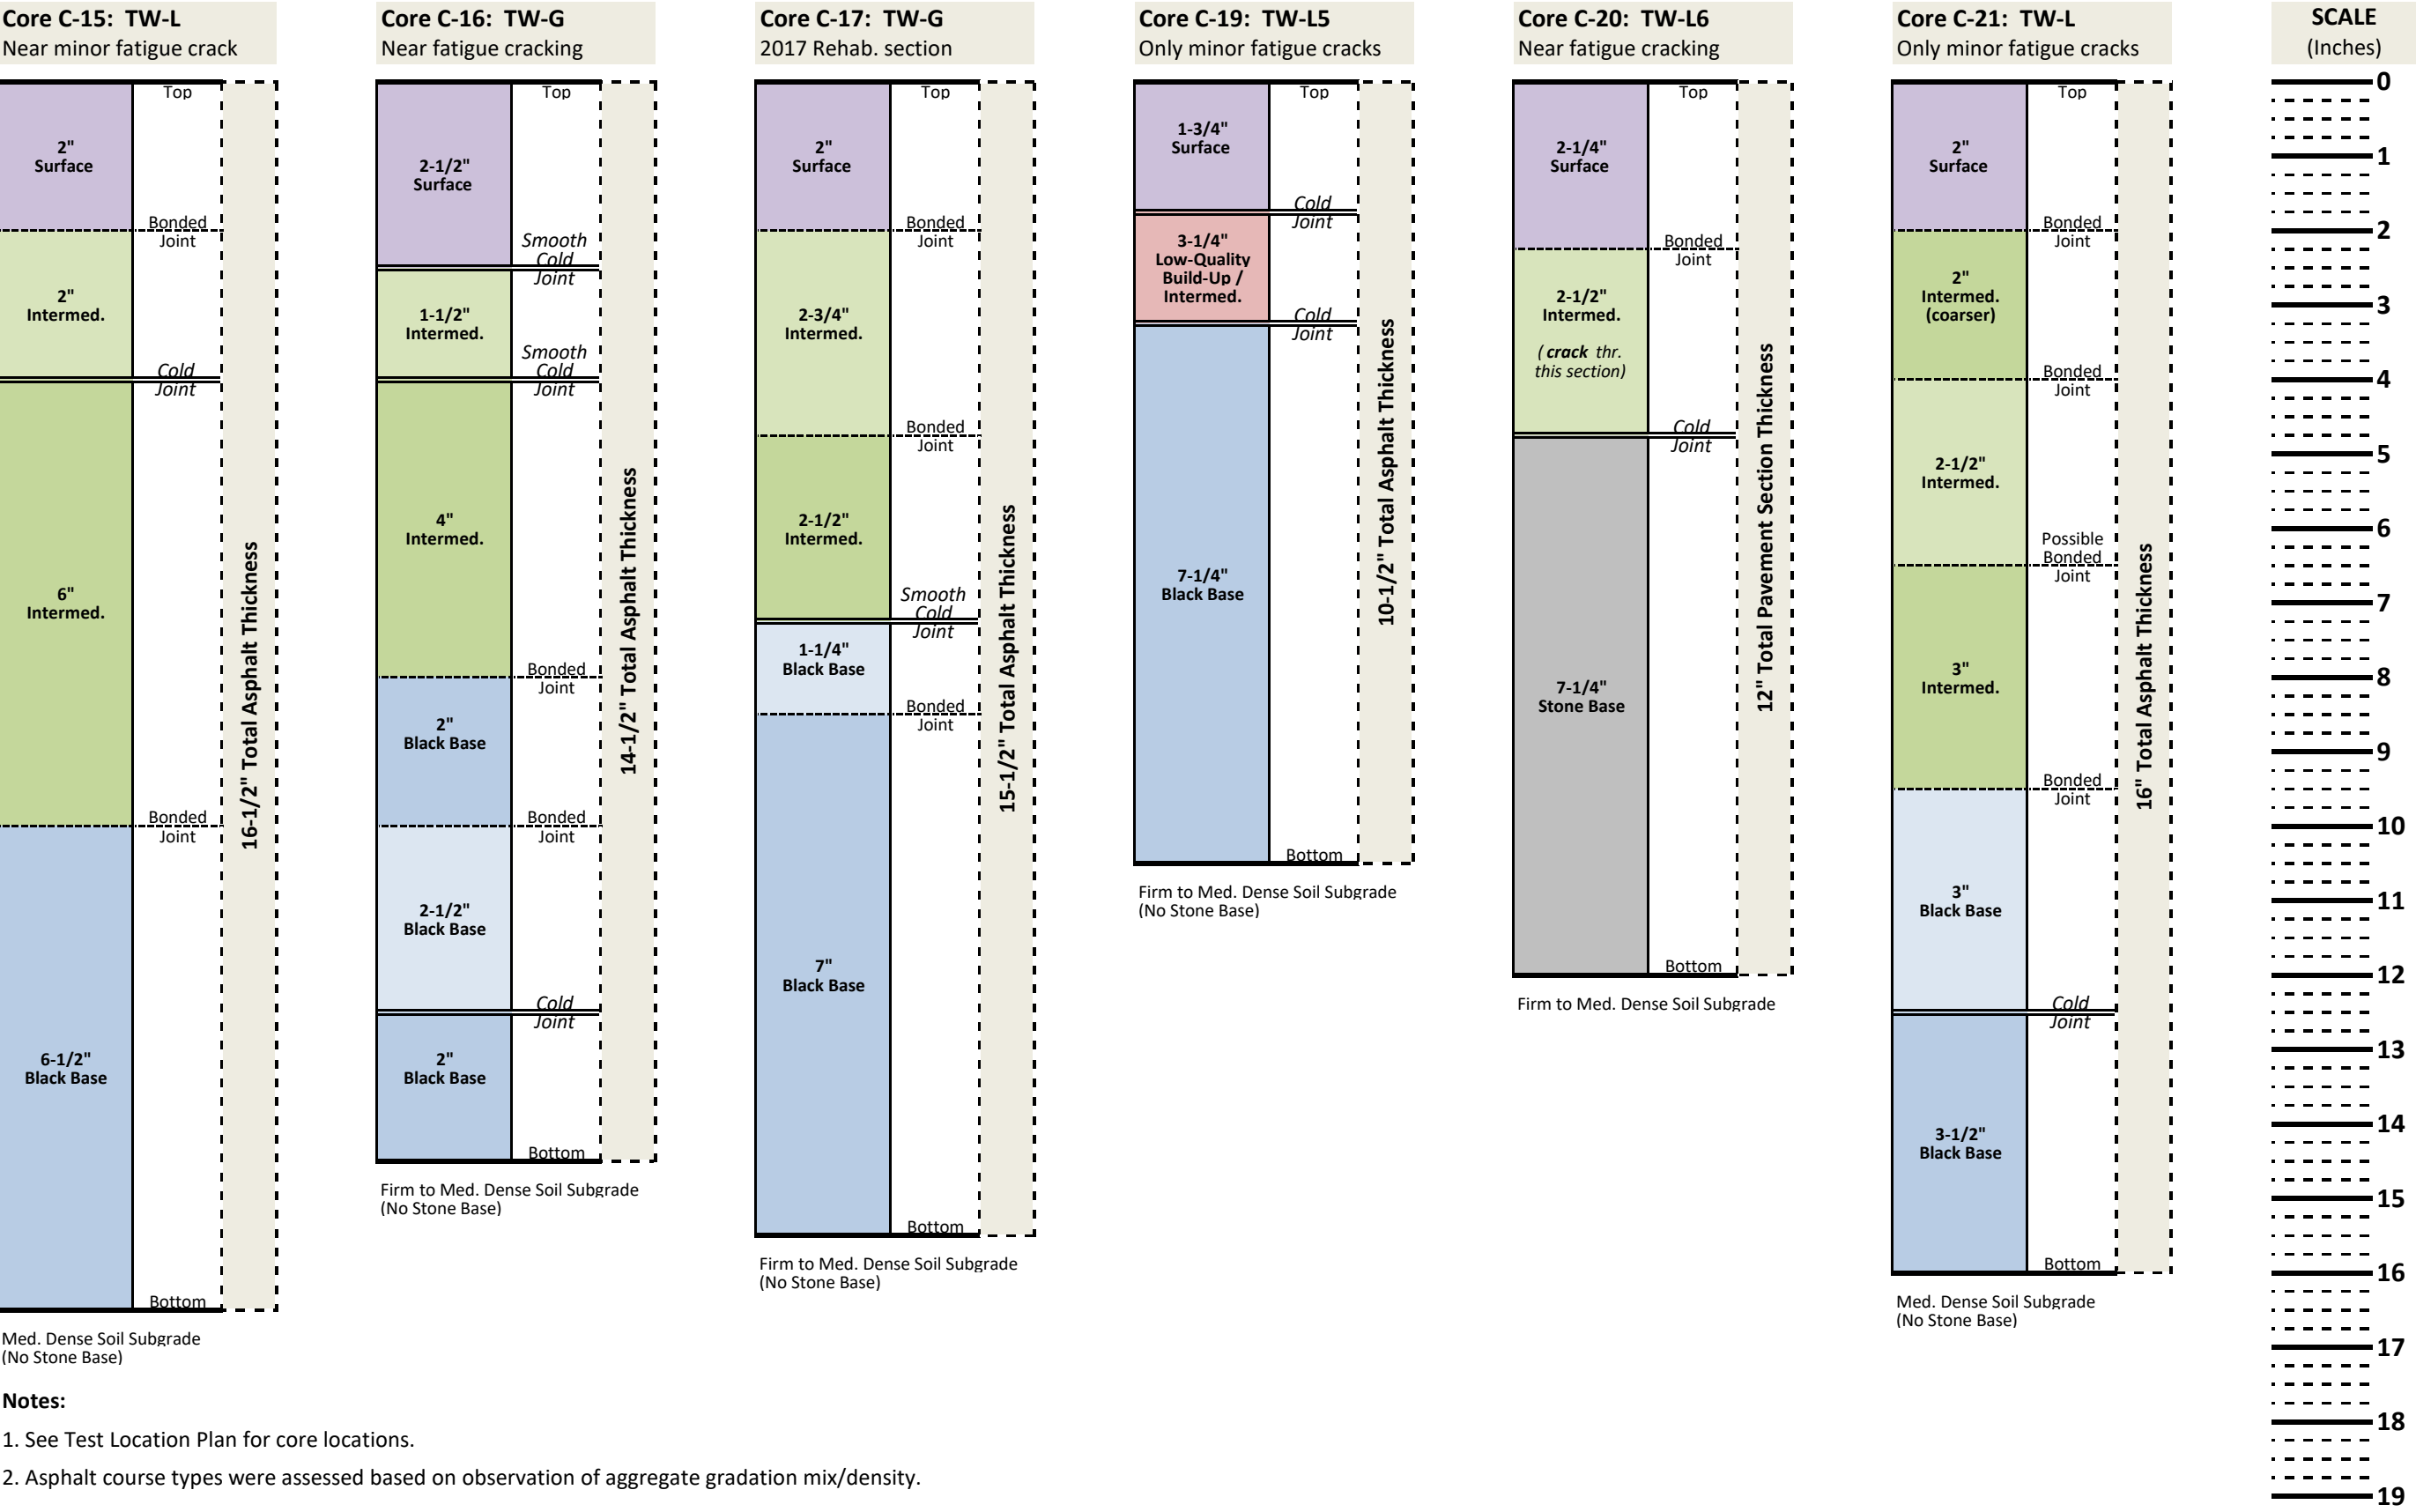 Core C-15:  TW-L
Near minor fatigue crack
Top
2"
Surface
Bonded
Joint
2"
Intermed.
Cold
Joint
6"
Intermed.
Bonded
Joint
6-1/2"
Black Base
Bottom
16-1/2" Total Asphalt Thickness
Med. Dense Soil Subgrade
(No Stone Base)
Core C-16:  TW-G
Near fatigue cracking
Top
2-1/2"
Surface
Smooth
Cold
Joint
1-1/2"
Intermed.
Smooth
Cold
Joint
4"
Intermed.
Bonded
Joint
2"
Black Base
Bonded
Joint
2-1/2"
Black Base
Cold
Joint
2"
Black Base
Bottom
14-1/2" Total Asphalt Thickness
Firm to Med. Dense Soil Subgrade
(No Stone Base)
Core C-17:  TW-G
2017 Rehab. section
Top
2"
Surface
Bonded
Joint
2-3/4"
Intermed.
Bonded
Joint
2-1/2"
Intermed.
Smooth
Cold
Joint
1-1/4"
Black Base
Bonded
Joint
7"
Black Base
Bottom
15-1/2" Total Asphalt Thickness
Firm to Med. Dense Soil Subgrade
(No Stone Base)
Core C-19:  TW-L5
Only minor fatigue cracks
Top
1-3/4"
Surface
Cold
Joint
3-1/4"
Low-Quality
Build-Up /
Intermed.
Cold
Joint
7-1/4"
Black Base
Bottom
10-1/2" Total Asphalt Thickness
Firm to Med. Dense Soil Subgrade
(No Stone Base)
Core C-20:  TW-L6
Near fatigue cracking
Top
2-1/4"
Surface
Bonded
Joint
2-1/2"
Intermed.
( crack thr.
this section)
Cold
Joint
7-1/4"
Stone Base
Bottom
12" Total Pavement Section Thickness
Firm to Med. Dense Soil Subgrade
Core C-21:  TW-L
Only minor fatigue cracks
Top
2"
Surface
Bonded
Joint
2"
Intermed.
(coarser)
Bonded
Joint
2-1/2"
Intermed.
Possible
Bonded
Joint
3"
Intermed.
Bonded
Joint
3"
Black Base
Cold
Joint
3-1/2"
Black Base
Bottom
16" Total Asphalt Thickness
Med. Dense Soil Subgrade
(No Stone Base)
SCALE
(Inches)
0
1
2
3
4
5
6
7
8
9
10
11
12
13
14
15
16
17
18
19
Notes:
1. See Test Location Plan for core locations.
2. Asphalt course types were assessed based on observation of aggregate gradation mix/density.